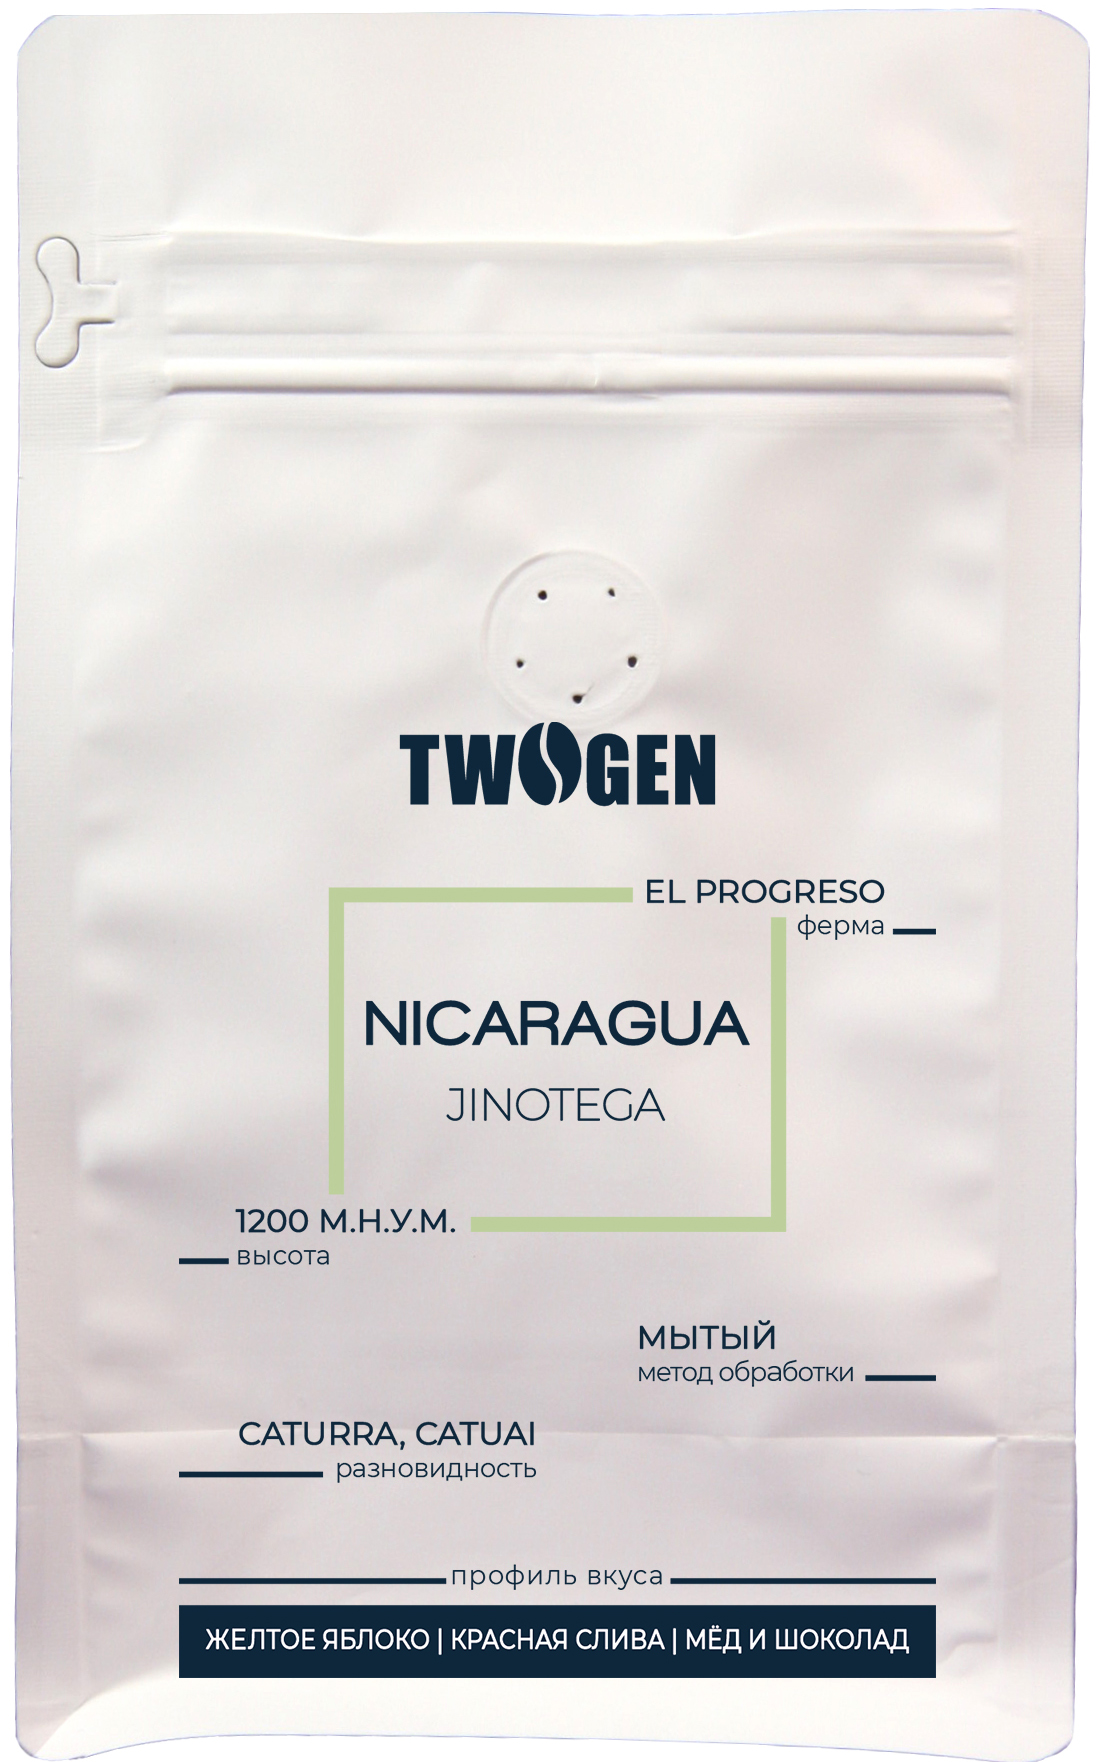 TWOGEN
EL PROGRESO
ферма
NICARAGUA
JINOTEGA
1200 М.Н.У.М.
высота
МЫТЫЙ
метод обработки
CATURRA, CATUAI
разновидность
профиль вкуса
ЖЕЛТОЕ ЯБЛОКО | КРАСНАЯ СЛИВА | МЁД И ШОКОЛАД